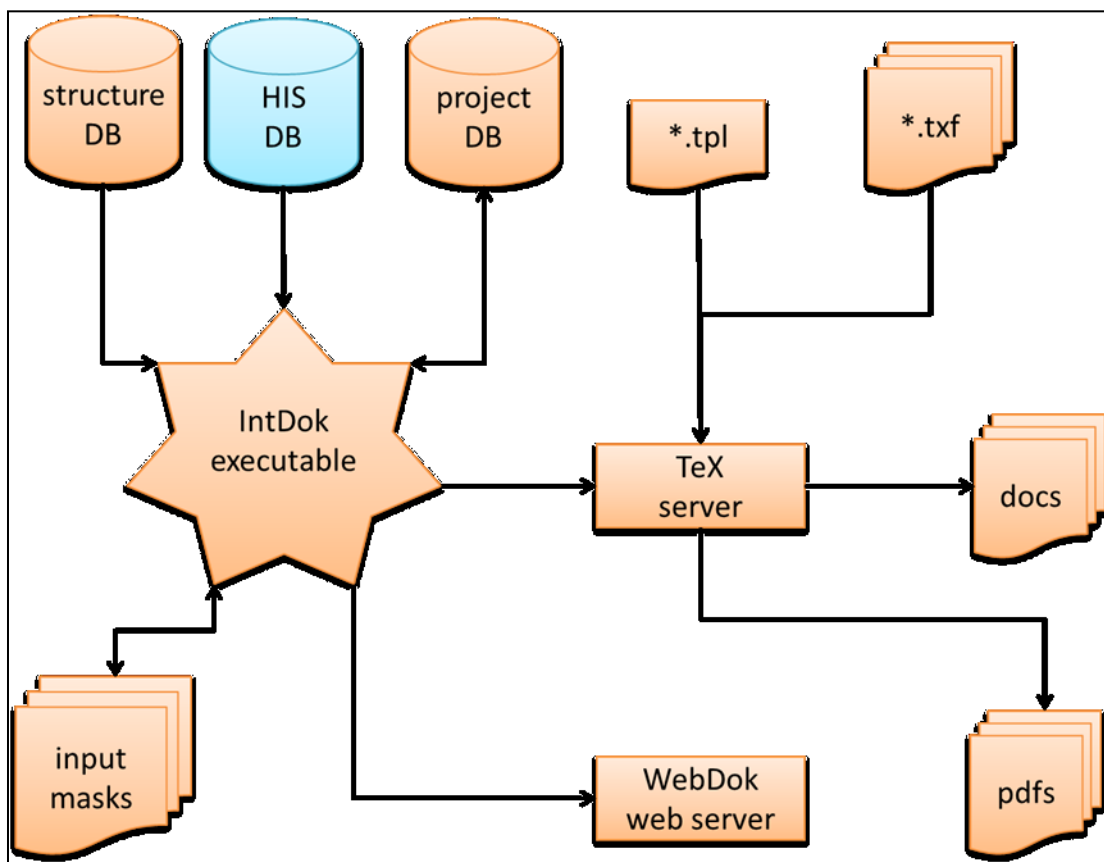 structure
DB
HIS
DB
project
DB
*.tpl
*.txf
IntDok
executable
TeX
server
docs
input
masks
WebDok
web server
pdfs